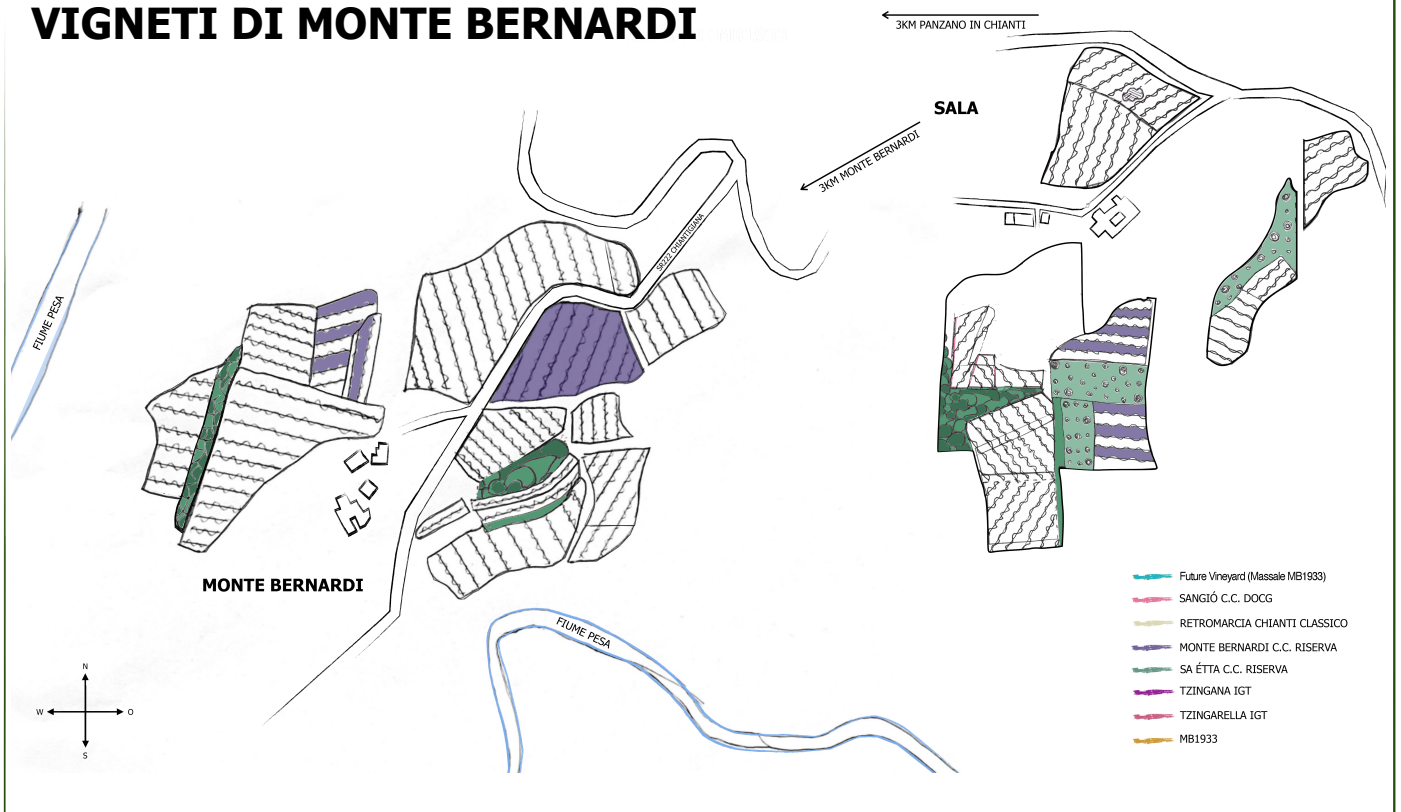 VIGNETI DI MONTE BERNARDI
3KM PANZANO IN CHIANTI
SALA
3KM MONTE BERNARDI
SR222 CHIANTIGIANA
FIUME PESA
MONTE BERNARDI
FIUME PESA
N
W
O
S
Future Vineyard (Massale MB1933)
SANGIÓ C.C. DOCG
RETROMARCIA CHIANTI CLASSICO
MONTE BERNARDI C.C. RISERVA
SA ÉTTA C.C. RISERVA
TZINGANA IGT
TZINGARELLA IGT
MB1933